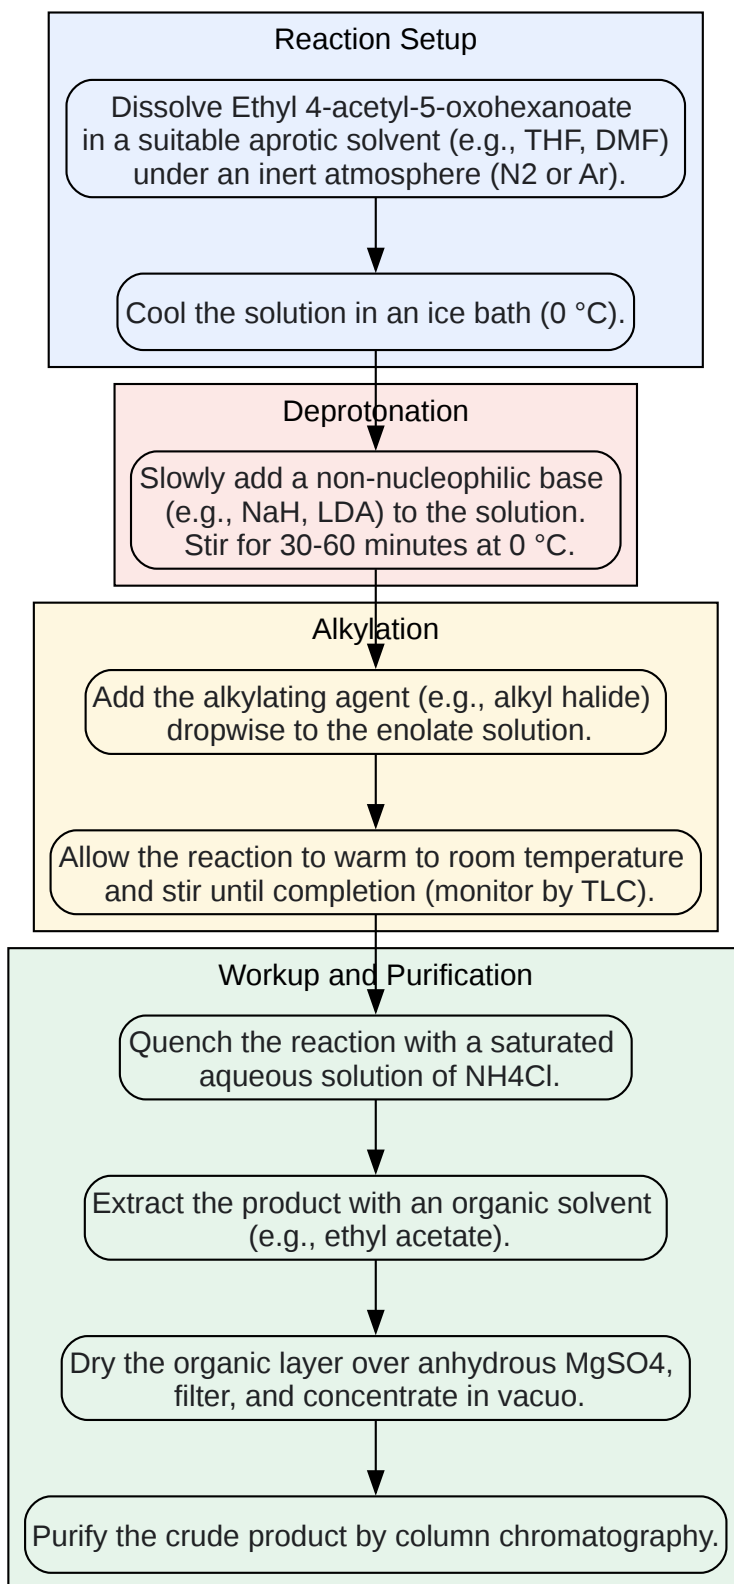 Reaction Setup
Dissolve Ethyl 4-acetyl-5-oxohexanoate
in a suitable aprotic solvent (e.g., THF, DMF)
under an inert atmosphere (N2 or Ar).
Cool the solution in an ice bath (0 °C).
Deprotonation
Slowly add a non-nucleophilic base
(e.g., NaH, LDA) to the solution.
Stir for 30-60 minutes at 0 °C.
Alkylation
Add the alkylating agent (e.g., alkyl halide)
dropwise to the enolate solution.
Allow the reaction to warm to room temperature
and stir until completion (monitor by TLC).
Workup and Purification
Quench the reaction with a saturated
aqueous solution of NH4Cl.
Extract the product with an organic solvent
(e.g., ethyl acetate).
Dry the organic layer over anhydrous MgSO4,
filter, and concentrate in vacuo.
Purify the crude product by column chromatography.